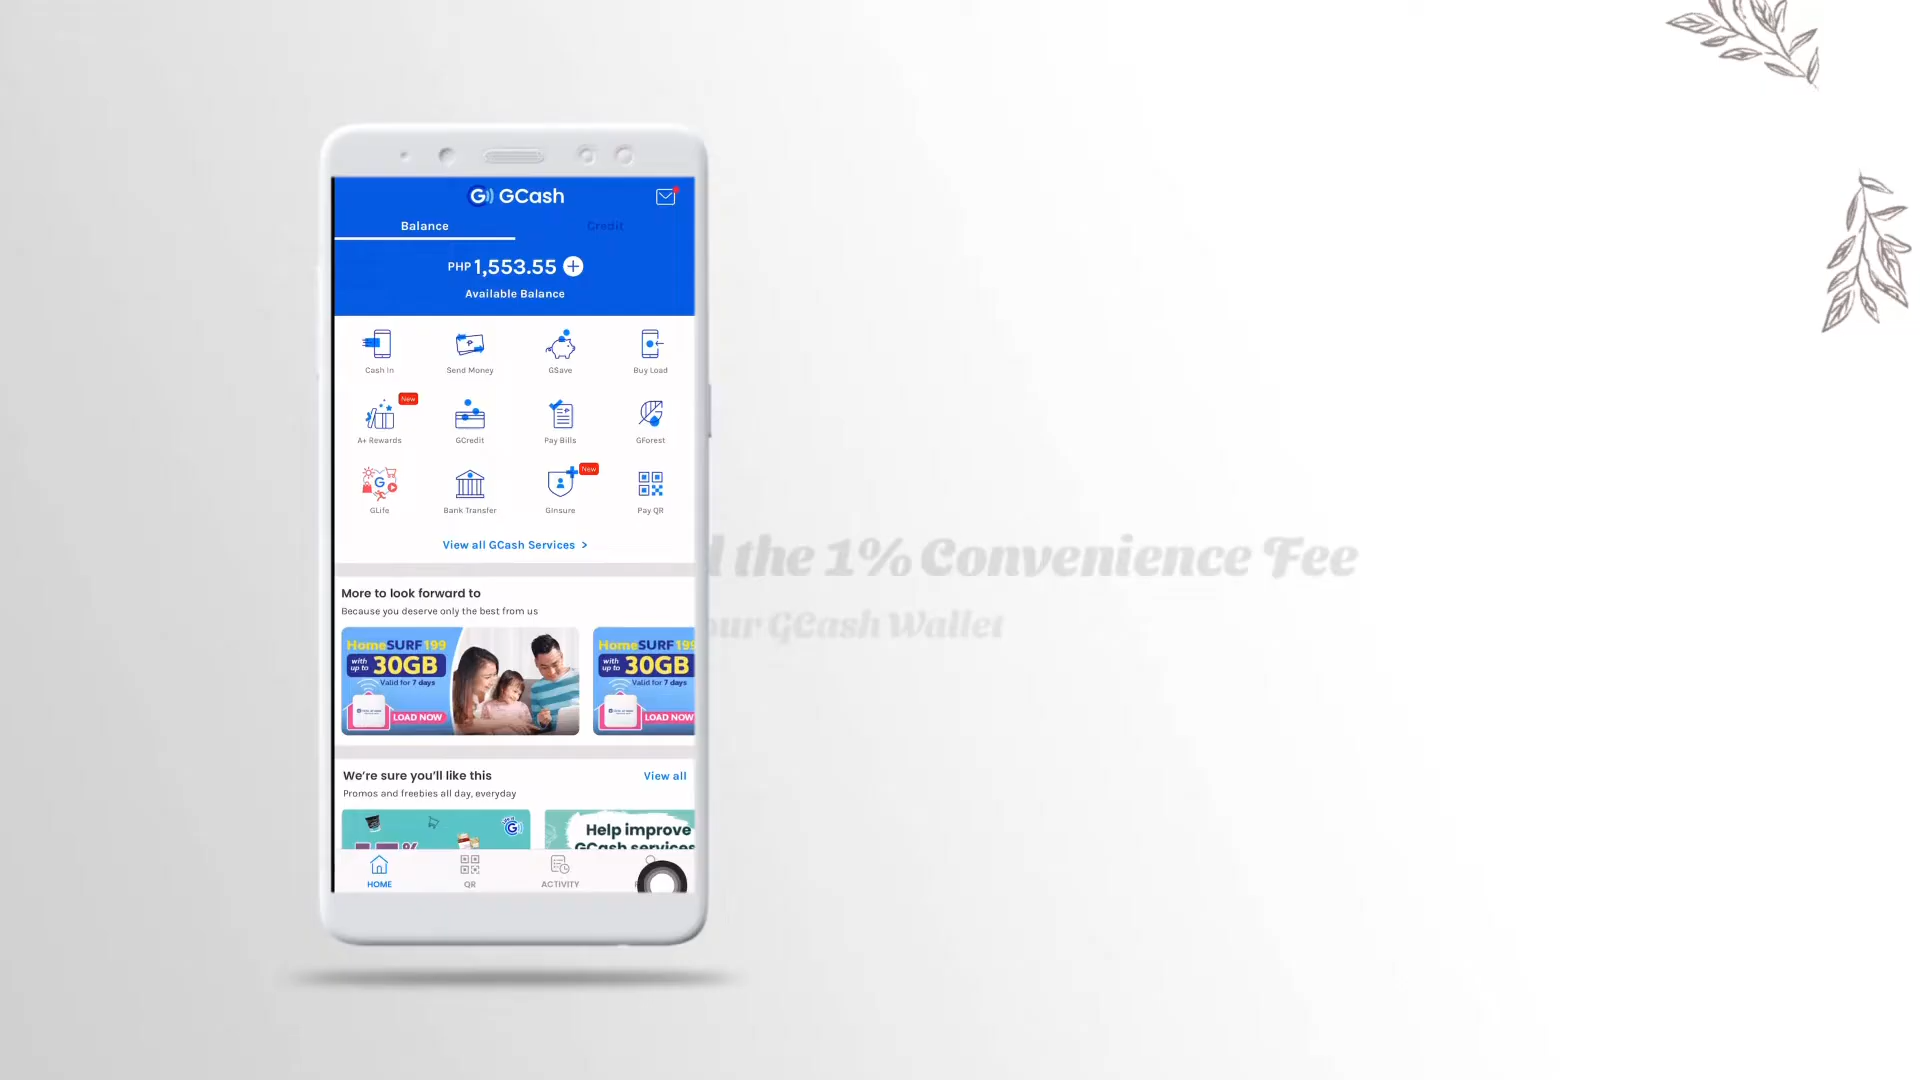 GCash
Balance
Credit
PHP 1,553.55
Available Balance
Cash In
Send Money
GSave
Buy Load
New
A+ Rewards
GCredit
Pay Bills
GForest
New
GLife
Bank Transfer
GInsure
Pay QR
View all GCash Services >
the 1% Convenience Fee
GCash Wallet
More to look forward to
Because you deserve only the best from us
HomeSURF 199
with up to 30GB
Valid for 7 days
LOAD NOW
HomeSURF 199
with up to 30GB
Valid for 7 days
LOAD NOW
We're sure you'll like this
View all
Promos and freebies all day, everyday
Help improve
GCash services
HOME
QR
ACTIVITY